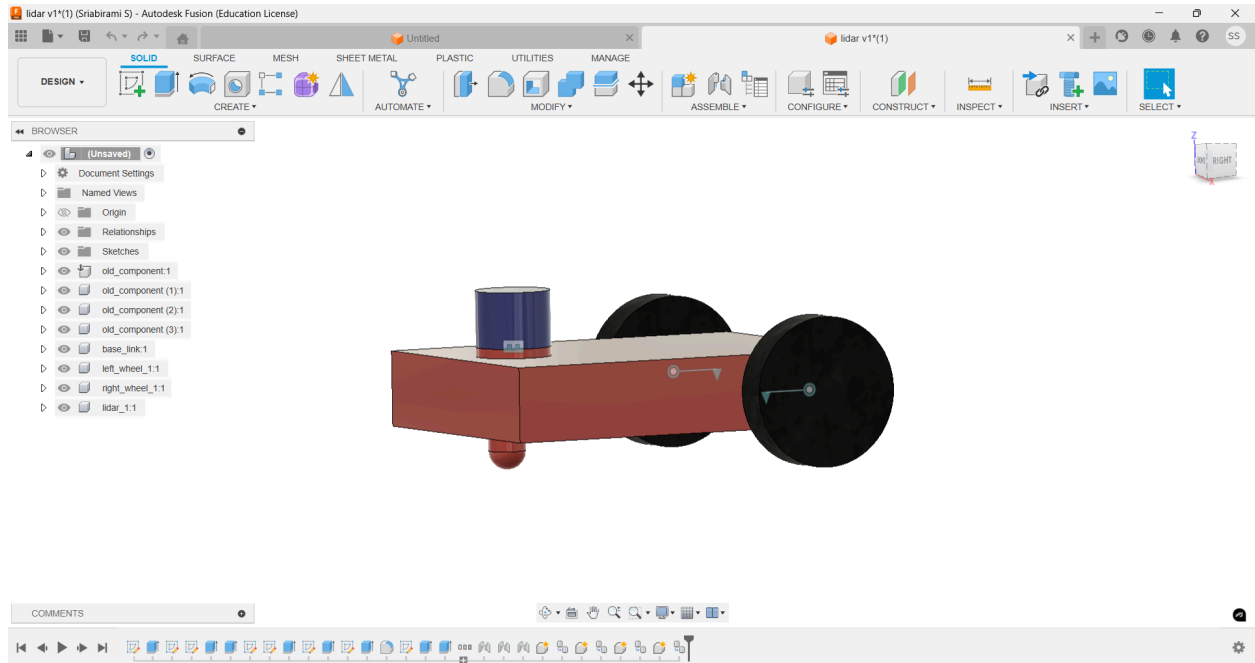 lidar v1*(1) (Sriabirami S) - Autodesk Fusion (Education License)
Untitled
lidar v1*(1)
SS
DESIGN
SOLID SURFACE MESH SHEET METAL PLASTIC UTILITIES MANAGE
CREATE AUTOMATE MODIFY ASSEMBLE CONFIGURE CONSTRUCT INSPECT INSERT SELECT
BROWSER
(Unsaved)
Document Settings
Named Views
Origin
Relationships
Sketches
old_component:1
old_component (1):1
old_component (2):1
old_component (3):1
base_link:1
left_wheel_1:1
right_wheel_1:1
lidar_1:1
Z
RIGHT
X
COMMENTS